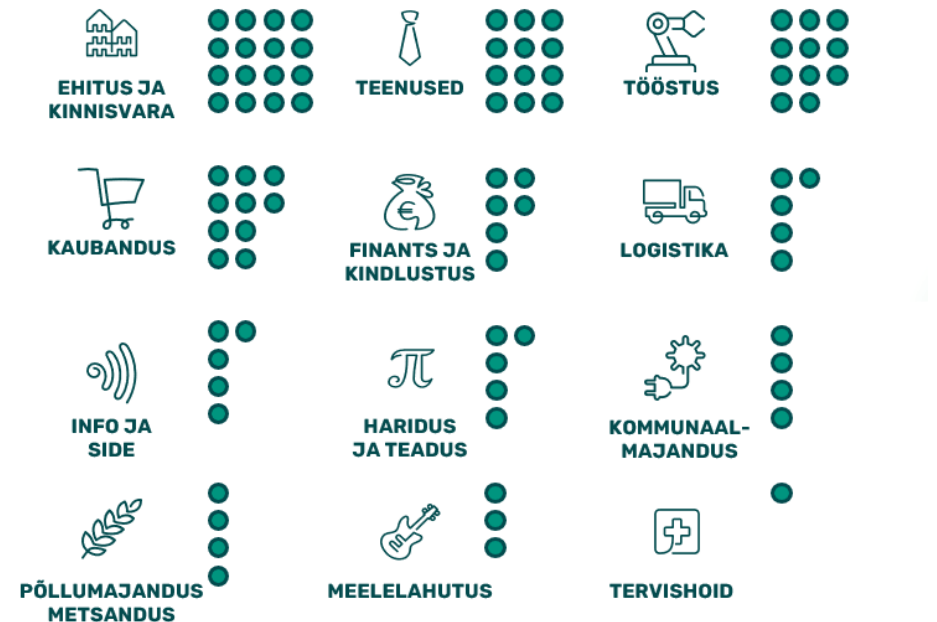 EHITUS JA
KINNISVARA
TEENUSED
TÖÖSTUS
KAUBANDUS
€
FINANTS JA
KINDLUSTUS
LOGISTIKA
π
INFO JA
SIDE
HARIDUS
JA TEADUS
KOMMUNAAL-
MAJANDUS
PÕLLUMAJANDUS
METSANDUS
MEELELAHUTUS
TERVISHOID